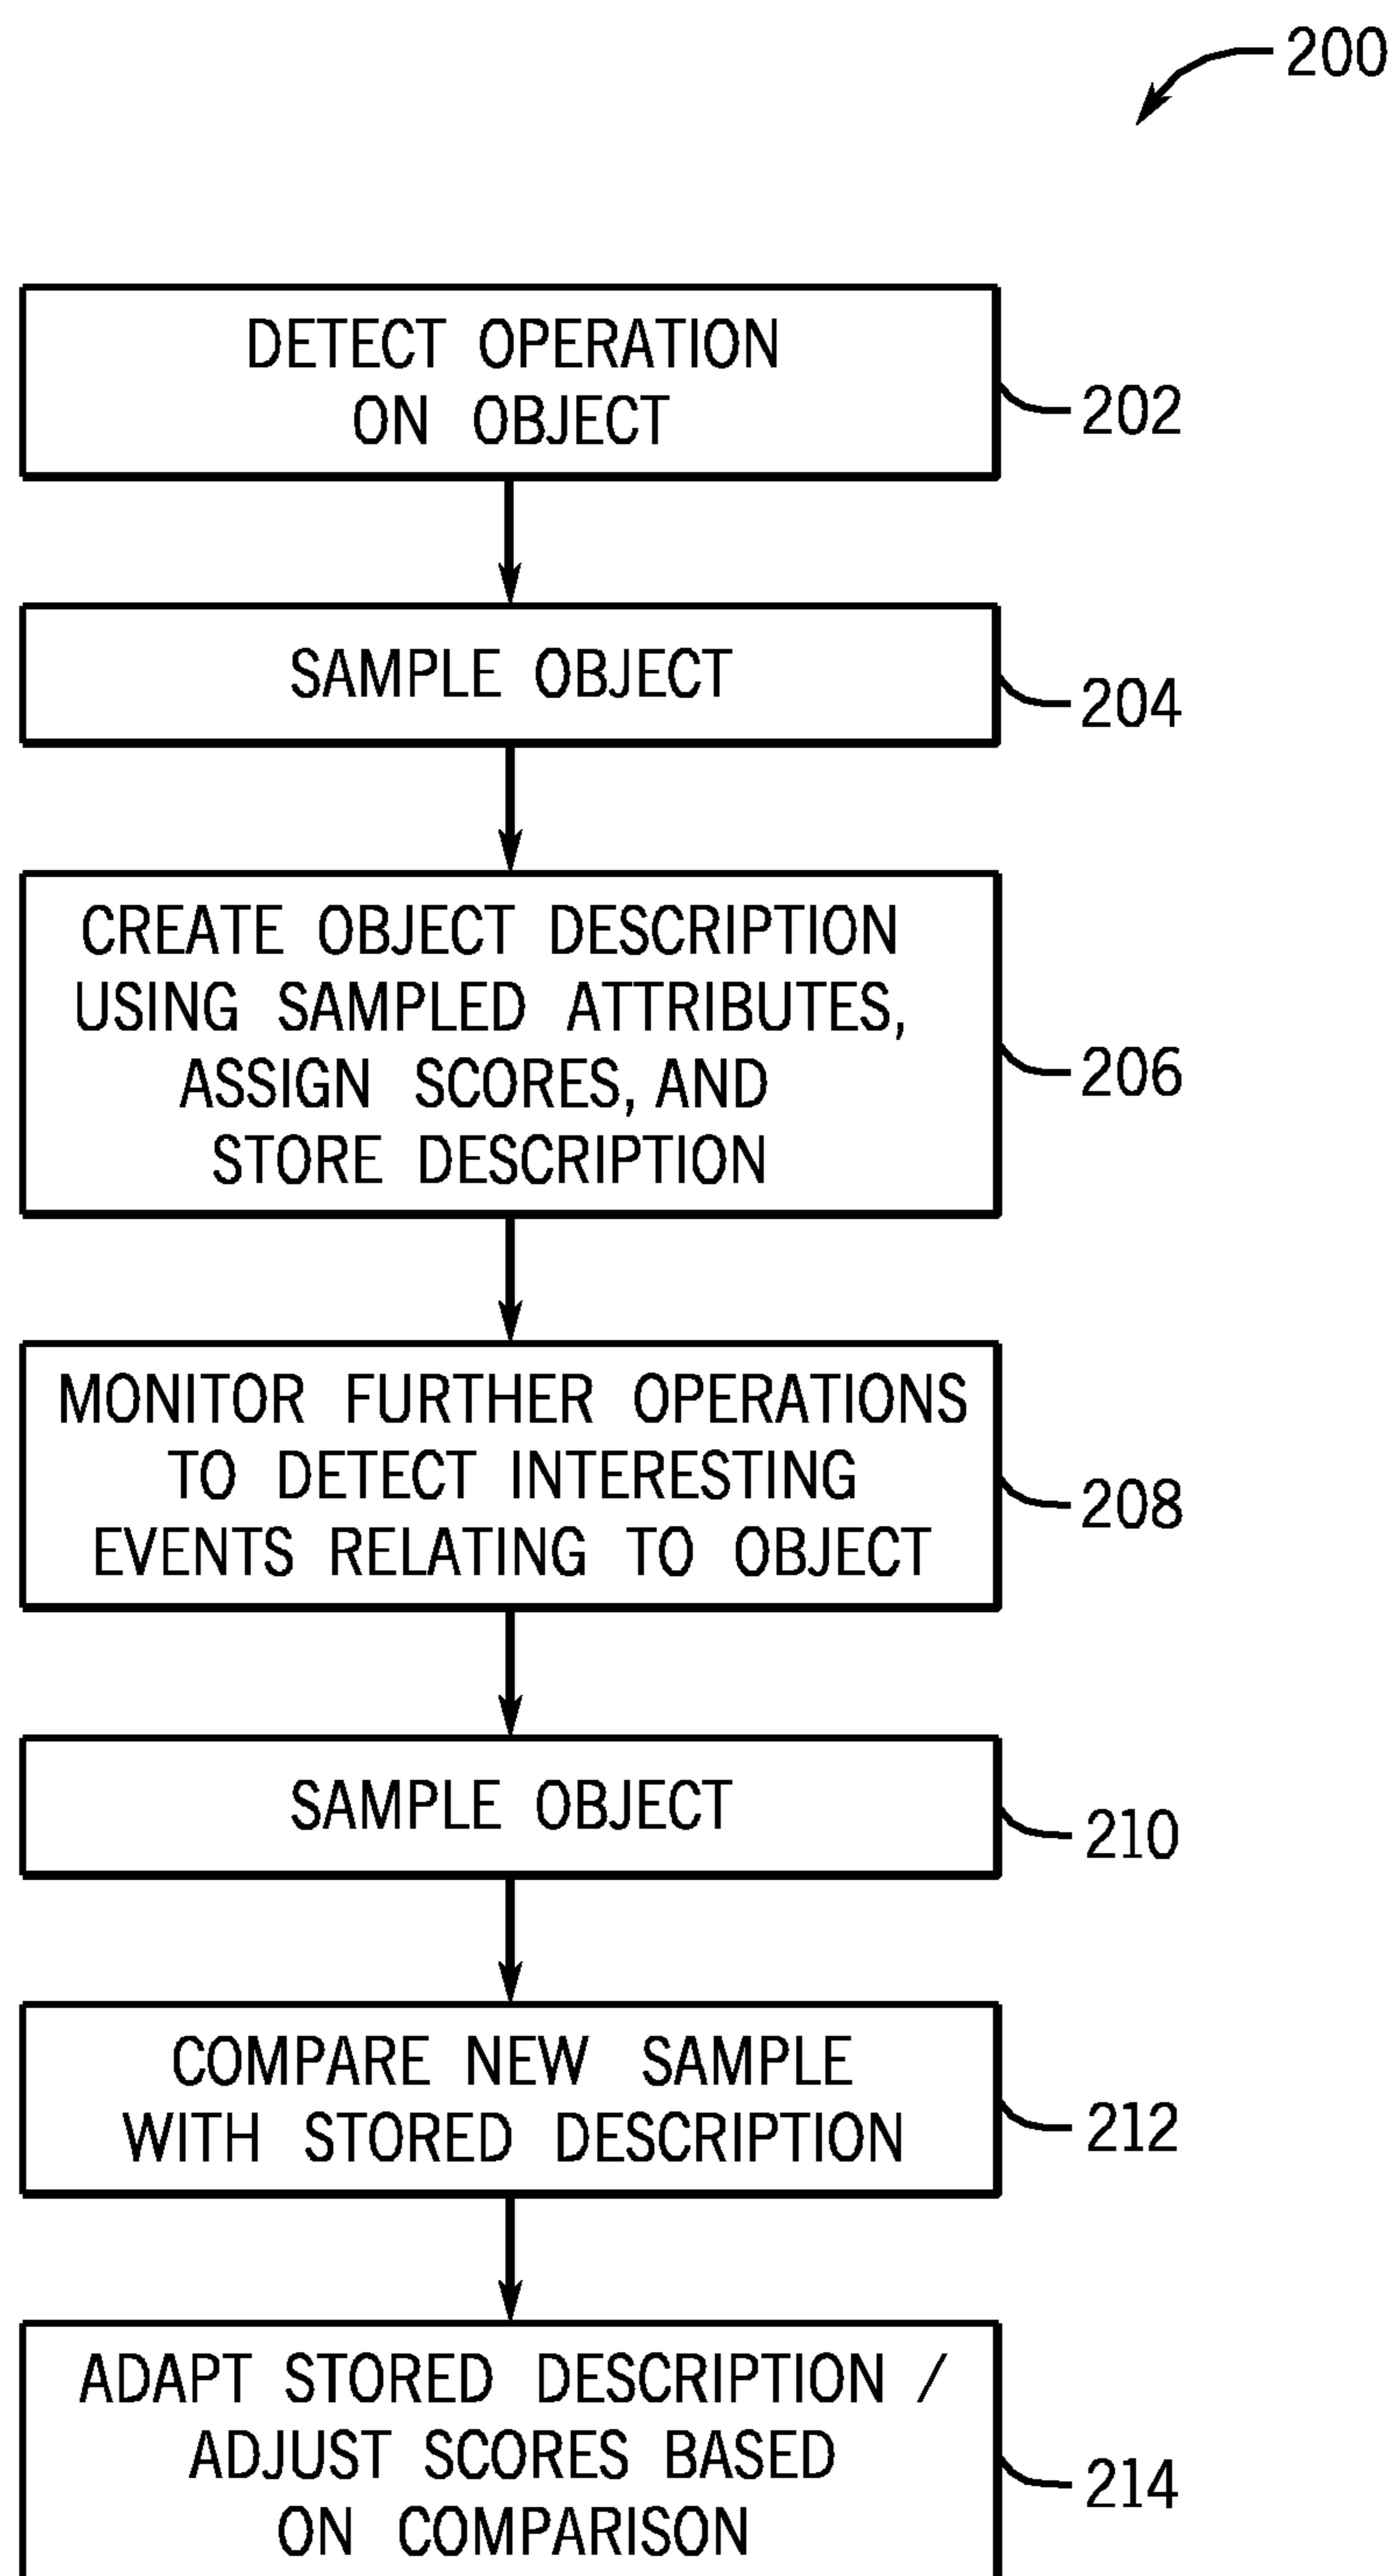 200
DETECT OPERATION
ON OBJECT
202
SAMPLE OBJECT
204
CREATE OBJECT DESCRIPTION
USING SAMPLED ATTRIBUTES,
ASSIGN SCORES, AND
STORE DESCRIPTION
206
MONITOR FURTHER OPERATIONS
TO DETECT INTERESTING
EVENTS RELATING TO OBJECT
208
SAMPLE OBJECT
210
COMPARE NEW SAMPLE
WITH STORED DESCRIPTION
212
ADAPT STORED DESCRIPTION /
ADJUST SCORES BASED
ON COMPARISON
214